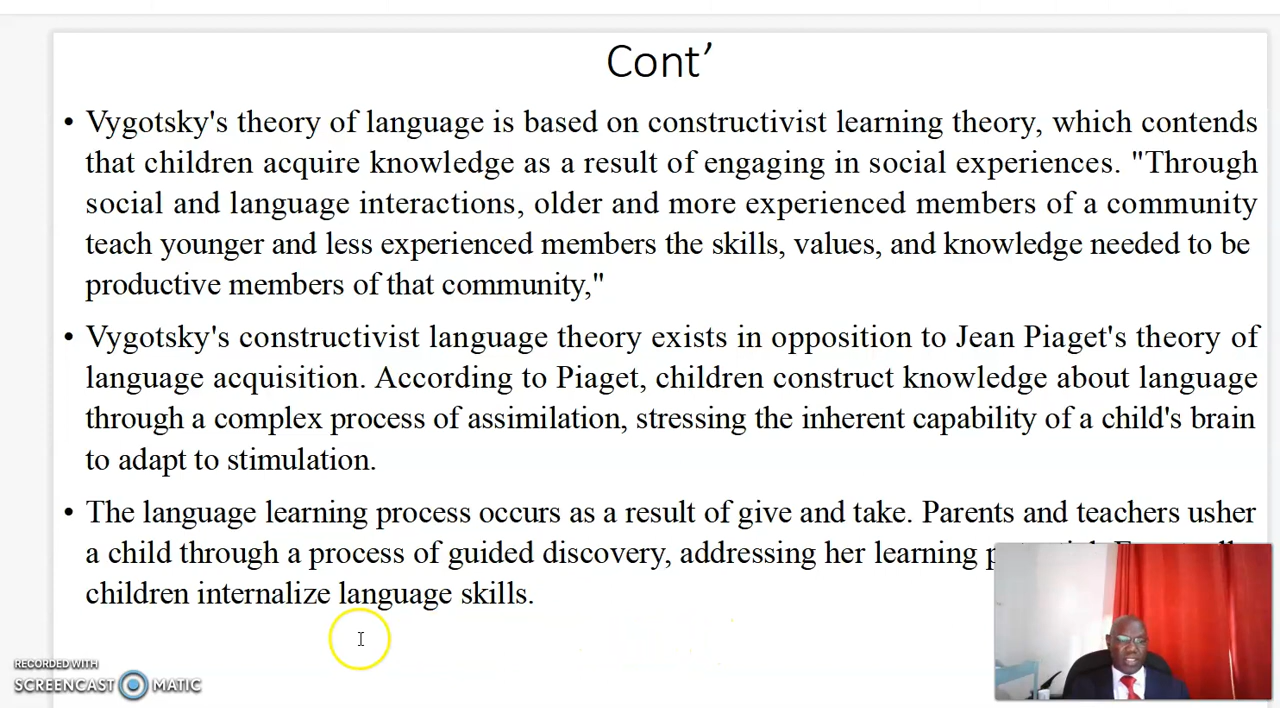 Cont'
• Vygotsky's theory of language is based on constructivist learning theory, which contends
that children acquire knowledge as a result of engaging in social experiences. "Through
social and language interactions, older and more experienced members of a community
teach younger and less experienced members the skills, values, and knowledge needed to be
productive members of that community,"
• Vygotsky's constructivist language theory exists in opposition to Jean Piaget's theory of
language acquisition. According to Piaget, children construct knowledge about language
through a complex process of assimilation, stressing the inherent capability of a child's brain
to adapt to stimulation.
• The language learning process occurs as a result of give and take. Parents and teachers usher
a child through a process of guided discovery, addressing her learning
children internalize language skills.
RECORDED WITH
SCREENCAST MATIC